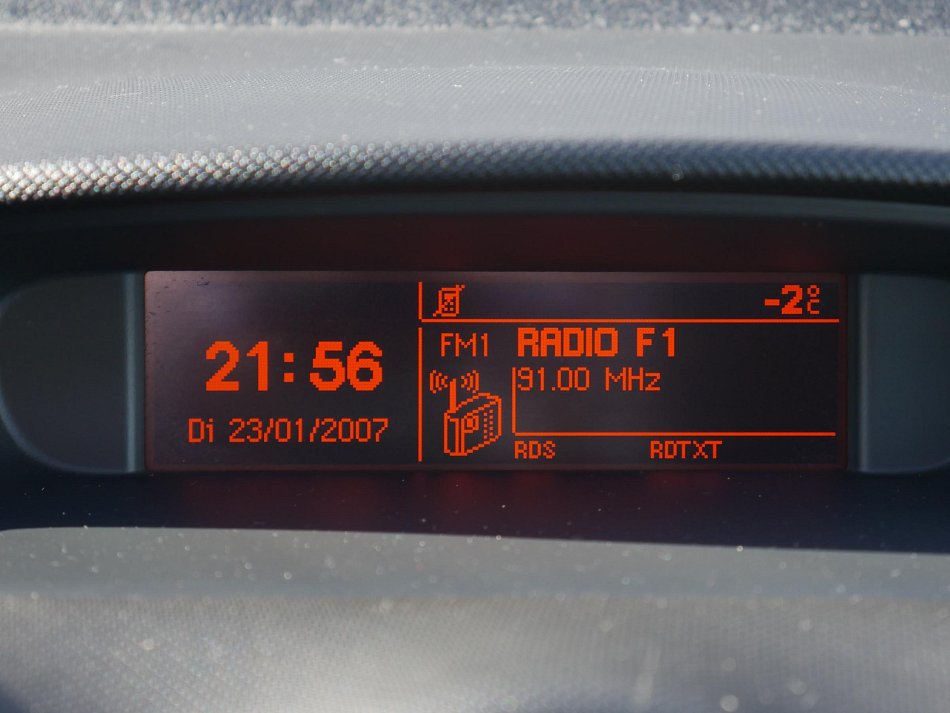 21:56
Di 23/01/2007
-2°C
FM1 RADIO F1
91.00 MHz
RDS RDTXT